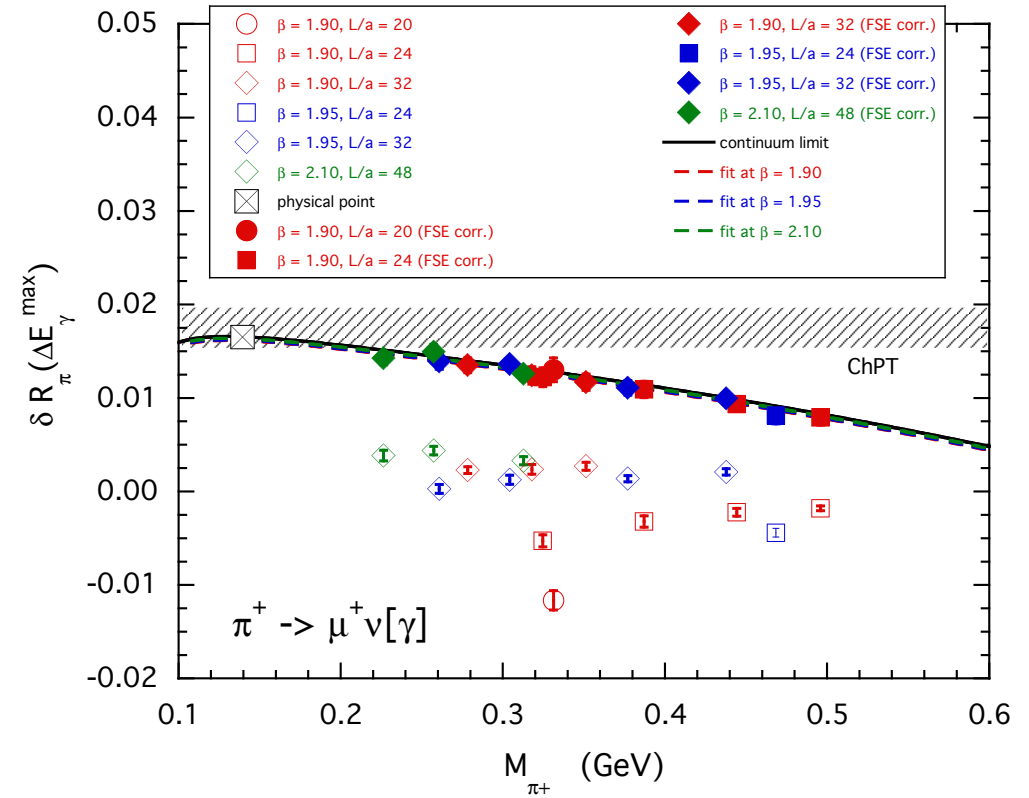 0.05
0.04
0.03
0.02
0.01
0.00
-0.01
-0.02
δ R_π (ΔE_γ^max)
β = 1.90, L/a = 20
β = 1.90, L/a = 24
β = 1.90, L/a = 32
β = 1.95, L/a = 24
β = 1.95, L/a = 32
β = 2.10, L/a = 48
physical point
β = 1.90, L/a = 20 (FSE corr.)
β = 1.90, L/a = 24 (FSE corr.)
β = 1.90, L/a = 32 (FSE corr.)
β = 1.95, L/a = 24 (FSE corr.)
β = 1.95, L/a = 32 (FSE corr.)
β = 2.10, L/a = 48 (FSE corr.)
continuum limit
fit at β = 1.90
fit at β = 1.95
fit at β = 2.10
ChPT
π^+ -> μ^+ ν[γ]
0.1 0.2 0.3 0.4 0.5 0.6
M_π+ (GeV)